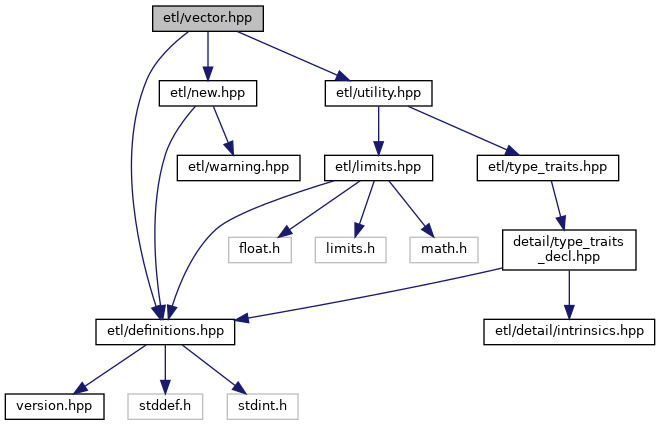 etl/vector.hpp
etl/new.hpp
etl/utility.hpp
etl/warning.hpp
etl/limits.hpp
etl/type_traits.hpp
float.h
limits.h
math.h
detail/type_traits
_decl.hpp
etl/definitions.hpp
etl/detail/intrinsics.hpp
version.hpp
stddef.h
stdint.h